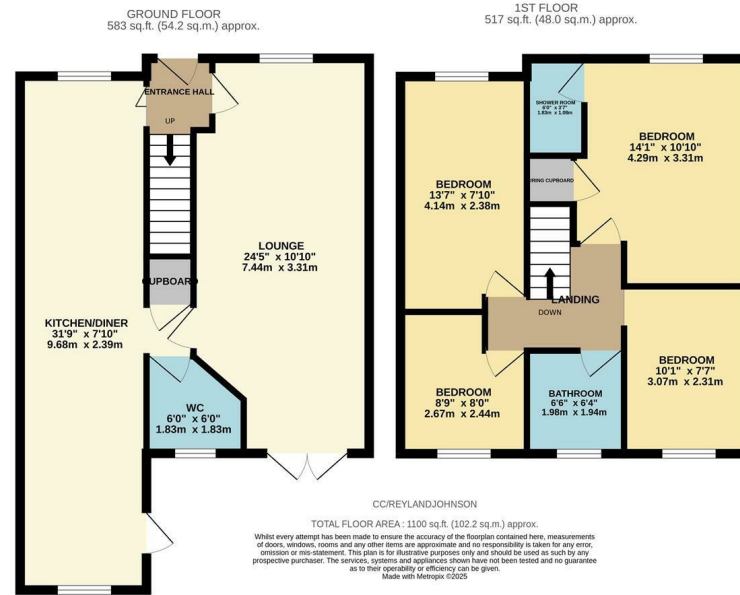 GROUND FLOOR
583 sq.ft. (54.2 sq.m.) approx.
ENTRANCE HALL
UP
LOUNGE
24'5" x 10'10"
7.44m x 3.31m
CUPBOARD
KITCHEN/DINER
31'9" x 7'10"
9.68m x 2.39m
WC
6'0" x 6'0"
1.83m x 1.83m
1ST FLOOR
517 sq.ft. (48.0 sq.m.) approx.
SHOWER ROOM
6'0" x 3'7"
1.83m x 1.09m
BEDROOM
14'1" x 10'10"
4.29m x 3.31m
BEDROOM
13'7" x 7'10"
4.14m x 2.38m
CUPBOARD
LANDING
DOWN
BEDROOM
8'9" x 8'0"
2.67m x 2.44m
BATHROOM
6'6" x 6'4"
1.98m x 1.94m
BEDROOM
10'1" x 7'7"
3.07m x 2.31m
CC/REYLANDJOHNSON
TOTAL FLOOR AREA : 1100 sq.ft. (102.2 sq.m.) approx.
Whilst every attempt has been made to ensure the accuracy of the floorplan contained here, measurements
of doors, windows, rooms and any other items are approximate and no responsibility is taken for any error,
omission or mis-statement. This plan is for illustrative purposes only and should be used as such by any
prospective purchaser. The services, systems and appliances shown have not been tested and no guarantee
as to their operability or efficiency can be given.
Made with Metropix ©2025